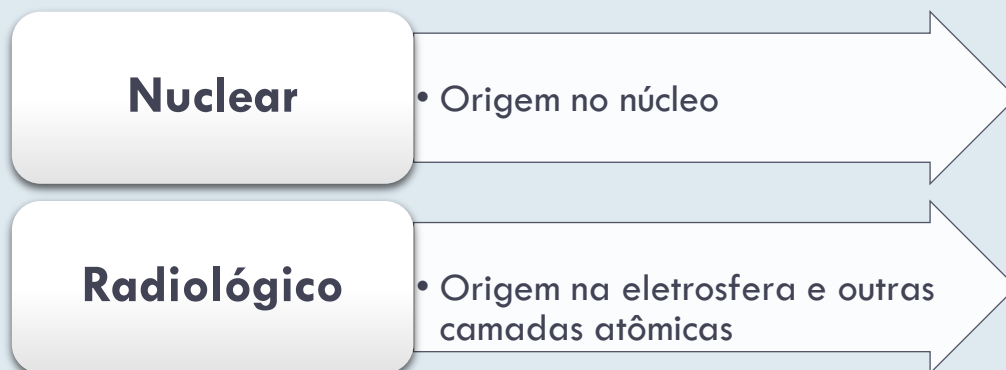 Nuclear
• Origem no núcleo
Radiológico
• Origem na eletrosfera e outras
camadas atômicas